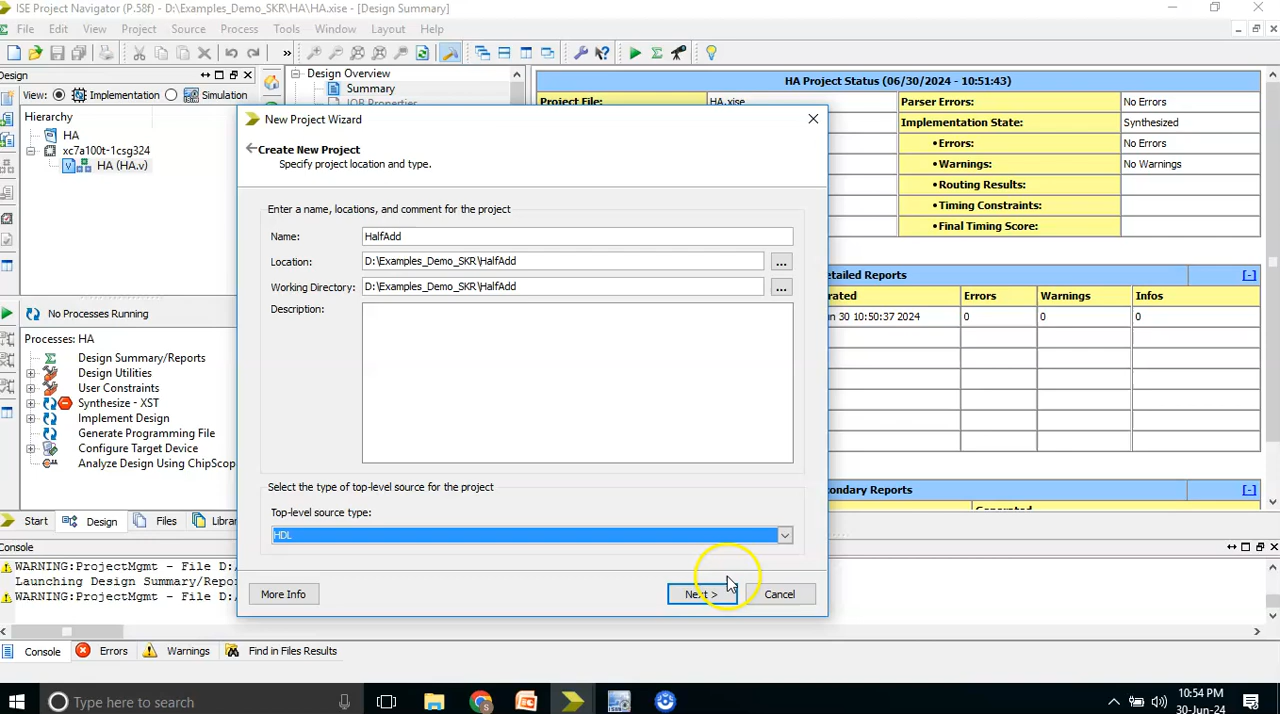 ISE Project Navigator (P.58f) - D:\Examples_Demo_SKR\HA\HA.xise - [Design Summary]
File Edit View Project Source Process Tools Window Layout Help
Design
View: Implementation Simulation
Hierarchy
HA
xc7a100t-1csg324
HA (HA.v)
No Processes Running
Processes: HA
Design Summary/Reports
Design Utilities
User Constraints
Synthesize - XST
Implement Design
Generate Programming File
Configure Target Device
Analyze Design Using ChipScop
Start Design Files Librar
Design Overview
Summary
IOB Properties
HA Project Status (06/30/2024 - 10:51:43)
Project File: HA.xise Parser Errors: No Errors
Implementation State: Synthesized
•Errors: No Errors
•Warnings: No Warnings
•Routing Results:
•Timing Constraints:
•Final Timing Score:
etailed Reports [-]
rated Errors Warnings Infos
un 30 10:50:37 2024 0 0 0
condary Reports [-]
New Project Wizard
Create New Project
Specify project location and type.
Enter a name, locations, and comment for the project
Name: HalfAdd
Location: D:\Examples_Demo_SKR\HalfAdd ...
Working Directory: D:\Examples_Demo_SKR\HalfAdd ...
Description:
Select the type of top-level source for the project
Top-level source type:
HDL
More Info Next > Cancel
Console
WARNING:ProjectMgmt - File D:/
Launching Design Summary/Repor
WARNING:ProjectMgmt - File D:/
Console Errors Warnings Find in Files Results
Type here to search
10:54 PM
30-Jun-24